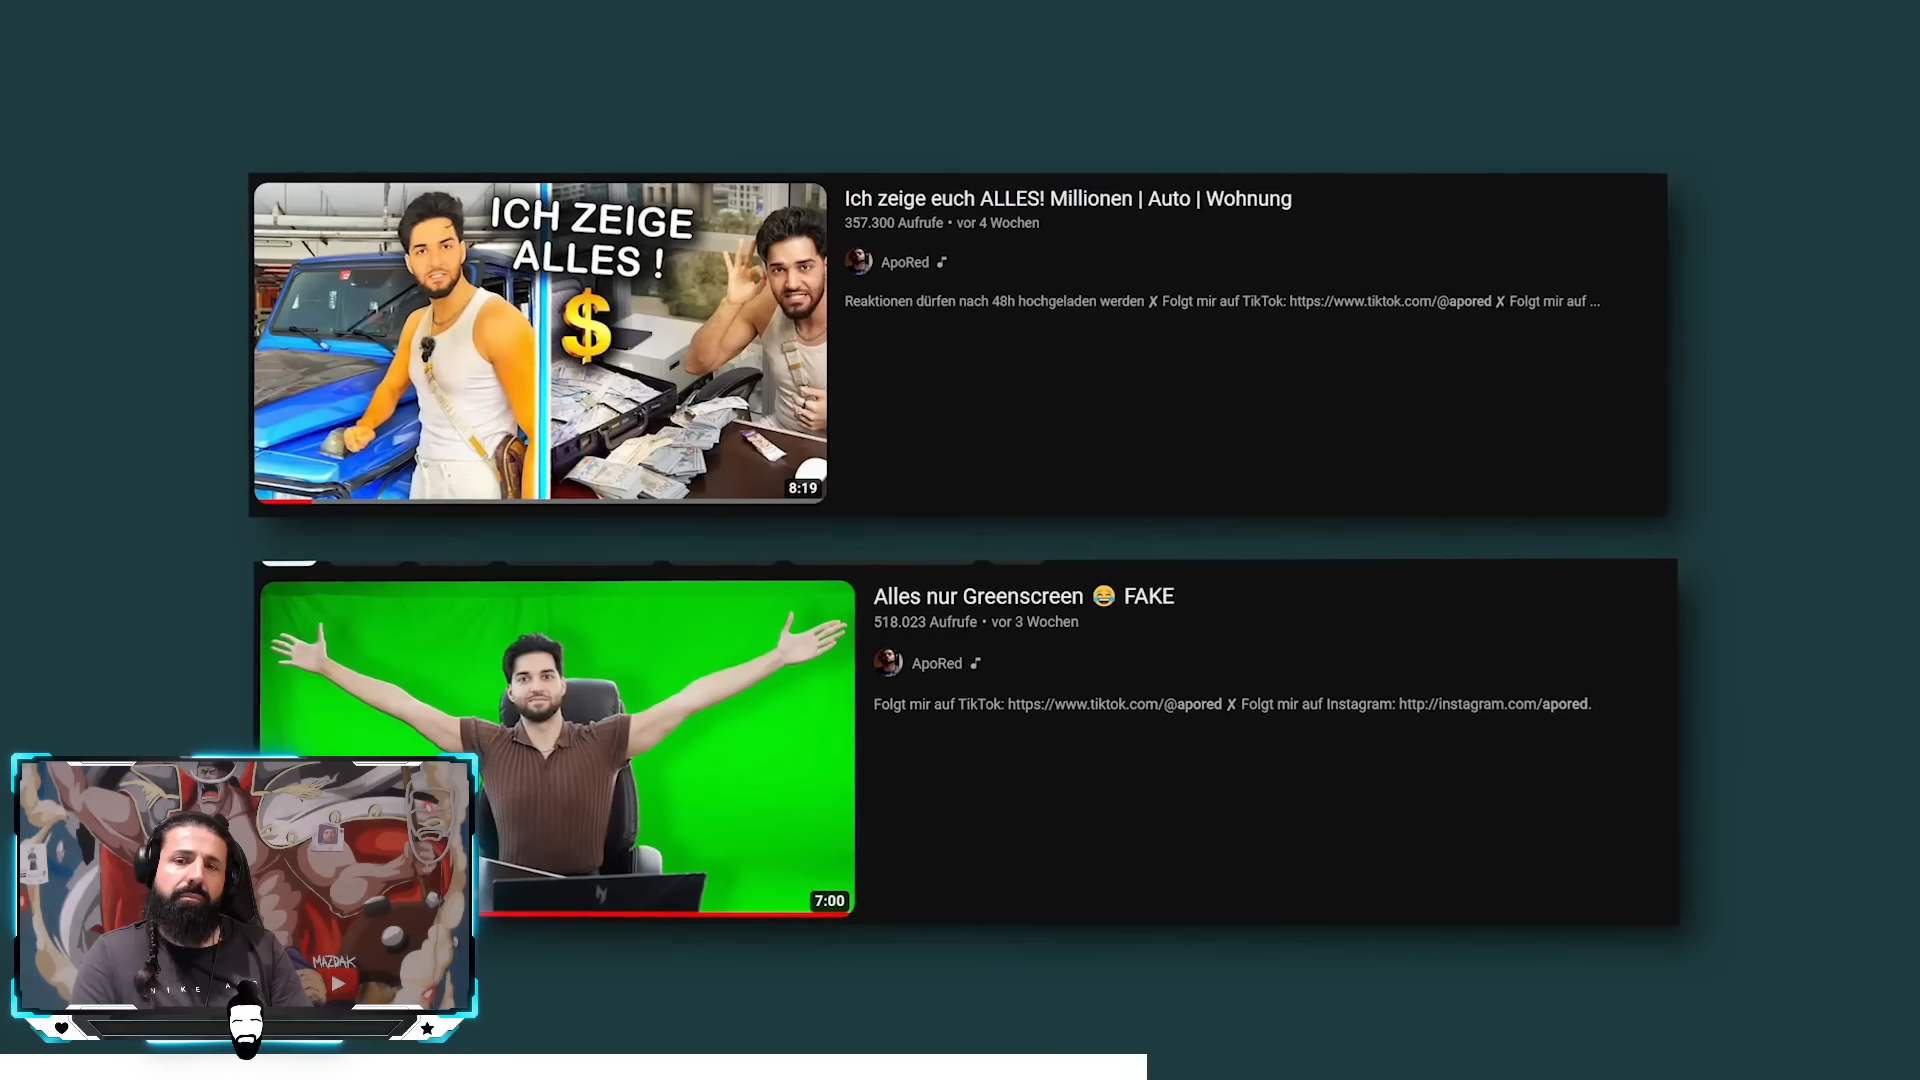 ICH ZEIGE
ALLES !
$
8:19
Ich zeige euch ALLES! Millionen | Auto | Wohnung
357.300 Aufrufe • vor 4 Wochen
ApoRed
Reaktionen dürfen nach 48h hochgeladen werden ✘ Folgt mir auf TikTok: https://www.tiktok.com/@apored ✘ Folgt mir auf ...
7:00
Alles nur Greenscreen 😂 FAKE
518.023 Aufrufe • vor 3 Wochen
ApoRed
Folgt mir auf TikTok: https://www.tiktok.com/@apored ✘ Folgt mir auf Instagram: http://instagram.com/apored.
MAZDAK
NIKE A